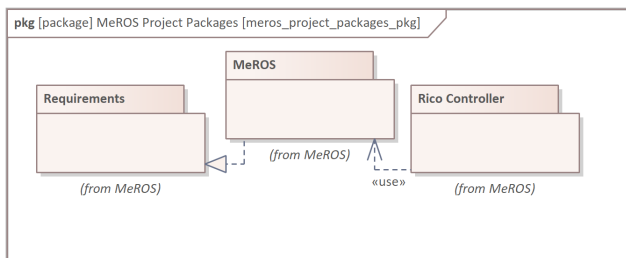 pkg [package] MeROS Project Packages [meros_project_packages_pkg]
MeROS
Requirements
Rico Controller
(from MeROS)
«use»
(from MeROS)
(from MeROS)